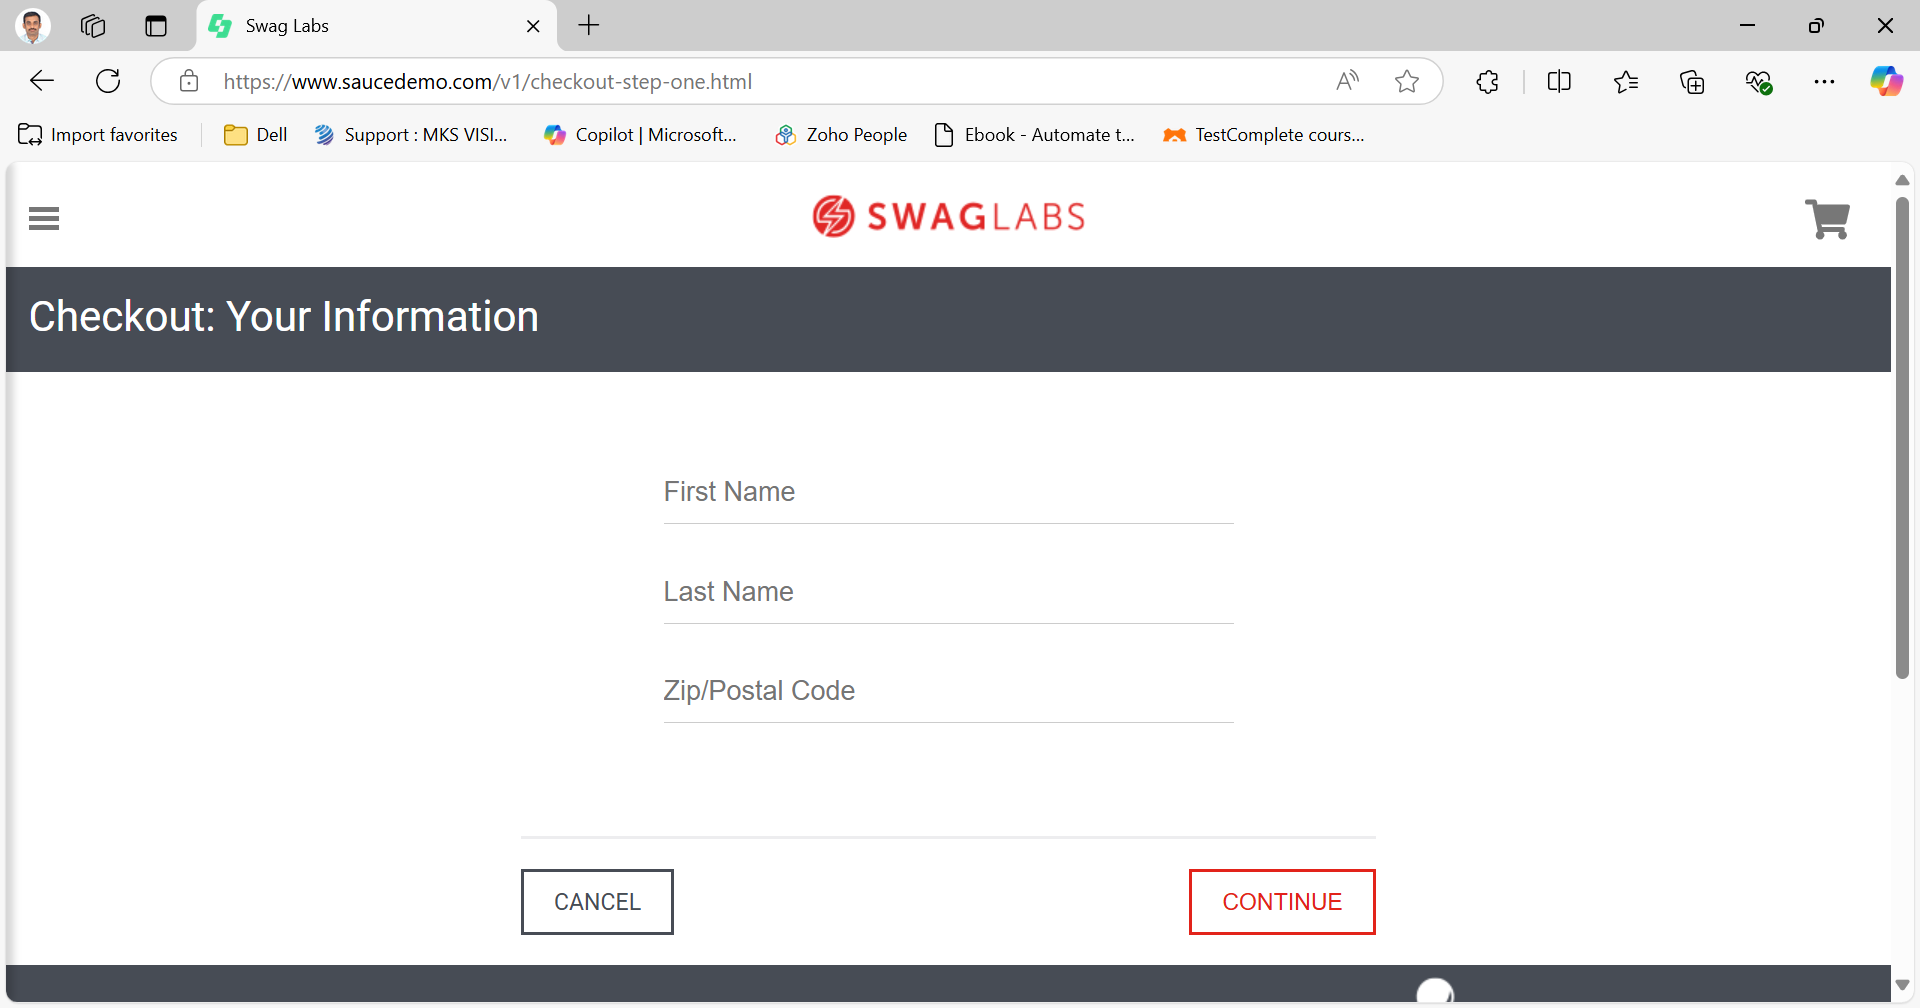 Swag Labs
https://www.saucedemo.com/v1/checkout-step-one.html
Import favorites
Dell
Support : MKS VISI...
Copilot | Microsoft...
Zoho People
Ebook - Automate t...
TestComplete cours...
SWAGLABS
Checkout: Your Information
First Name
Last Name
Zip/Postal Code
CANCEL
CONTINUE